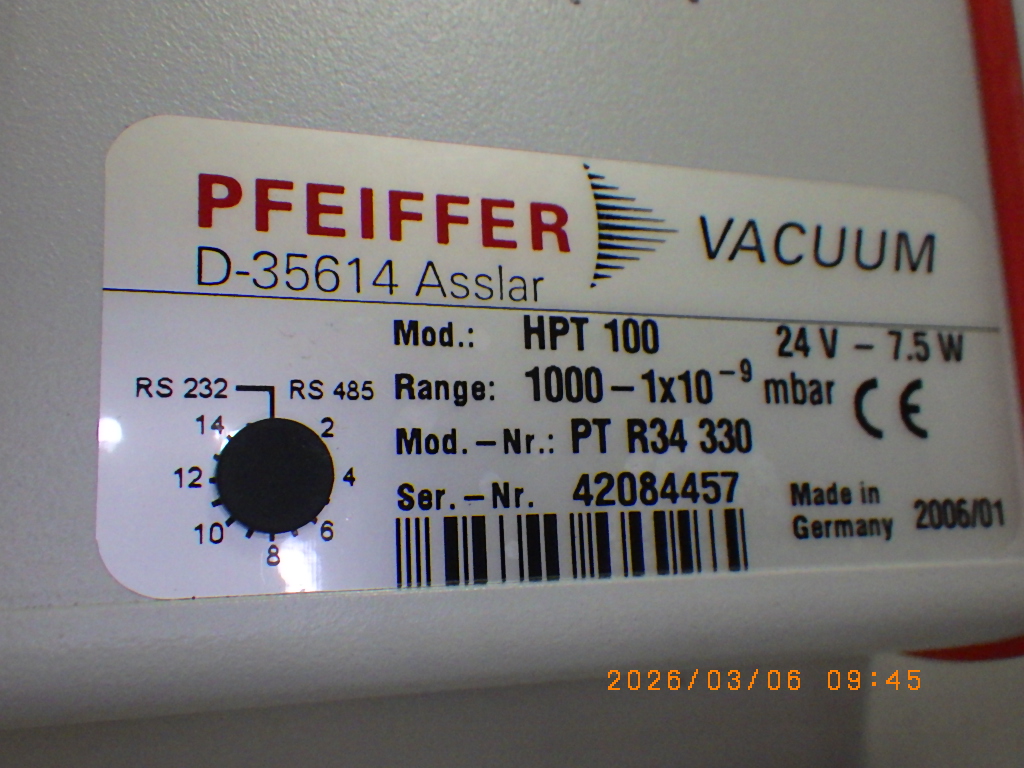 PFEIFFER VACUUM
D-35614 Asslar
Mod.: HPT 100 24 V – 7.5 W
Range: 1000 – 1x10⁻⁹ mbar CE
Mod. – Nr.: PT R34 330
Ser. – Nr. 42084457
Made in
Germany 2006/01
RS 232 RS 485
14 2
12 4
10 6
8
2026/03/06 09:45